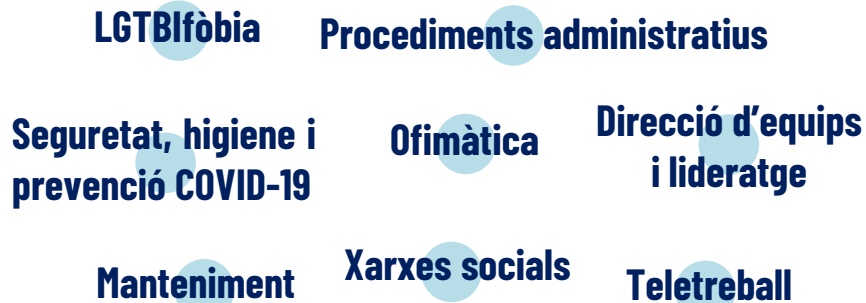 LGTBIfòbia
Procediments administratius
Seguretat, higiene i
prevenció COVID-19
Ofimàtica
Direcció d’equips
i lideratge
Manteniment
Xarxes socials
Teletreball